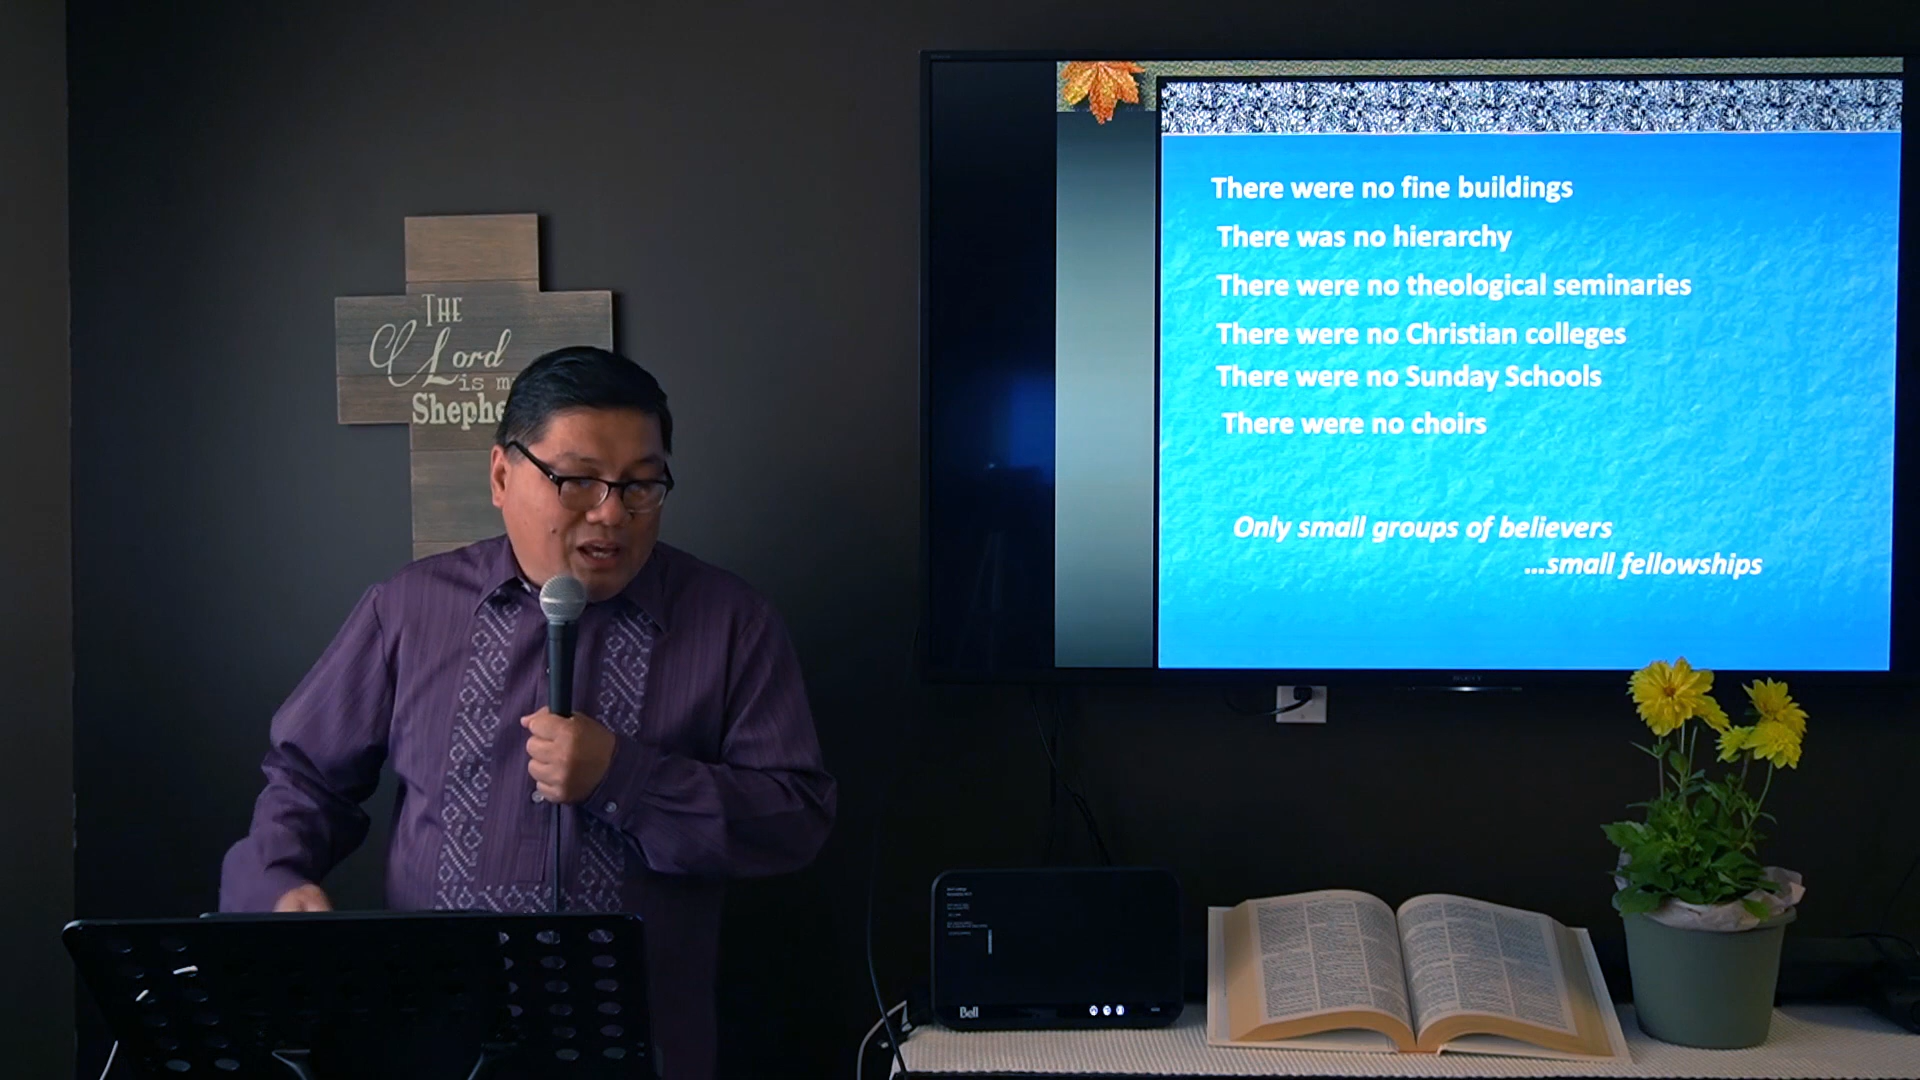 THE
Lord
is m
Shephe
There were no fine buildings
There was no hierarchy
There were no theological seminaries
There were no Christian colleges
There were no Sunday Schools
There were no choirs
Only small groups of believers
...small fellowships
SONY
Bell